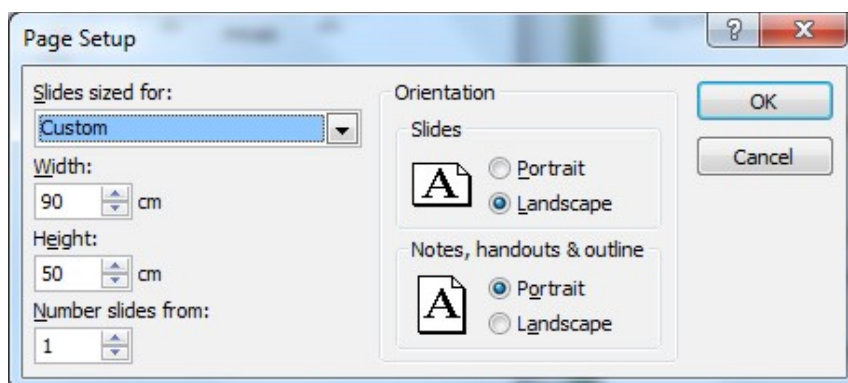 Page Setup
Slides sized for:
Custom
Width:
90 cm
Height:
50 cm
Number slides from:
1
Orientation
Slides
A
Portrait
Landscape
Notes, handouts & outline
A
Portrait
Landscape
OK
Cancel
?
X